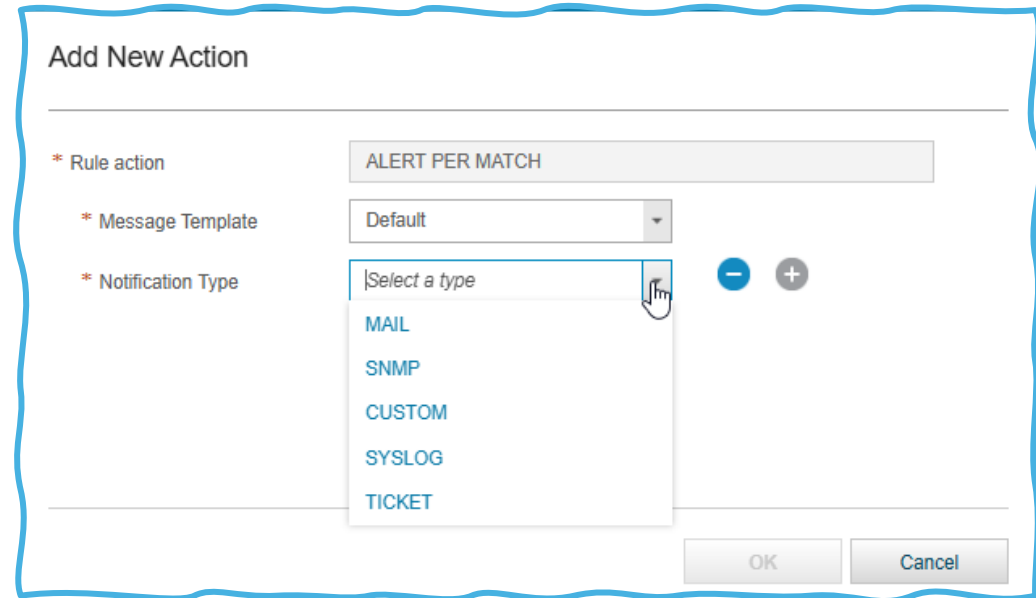 Add New Action
* Rule action ALERT PER MATCH
* Message Template Default
* Notification Type Select a type
MAIL
SNMP
CUSTOM
SYSLOG
TICKET
OK Cancel